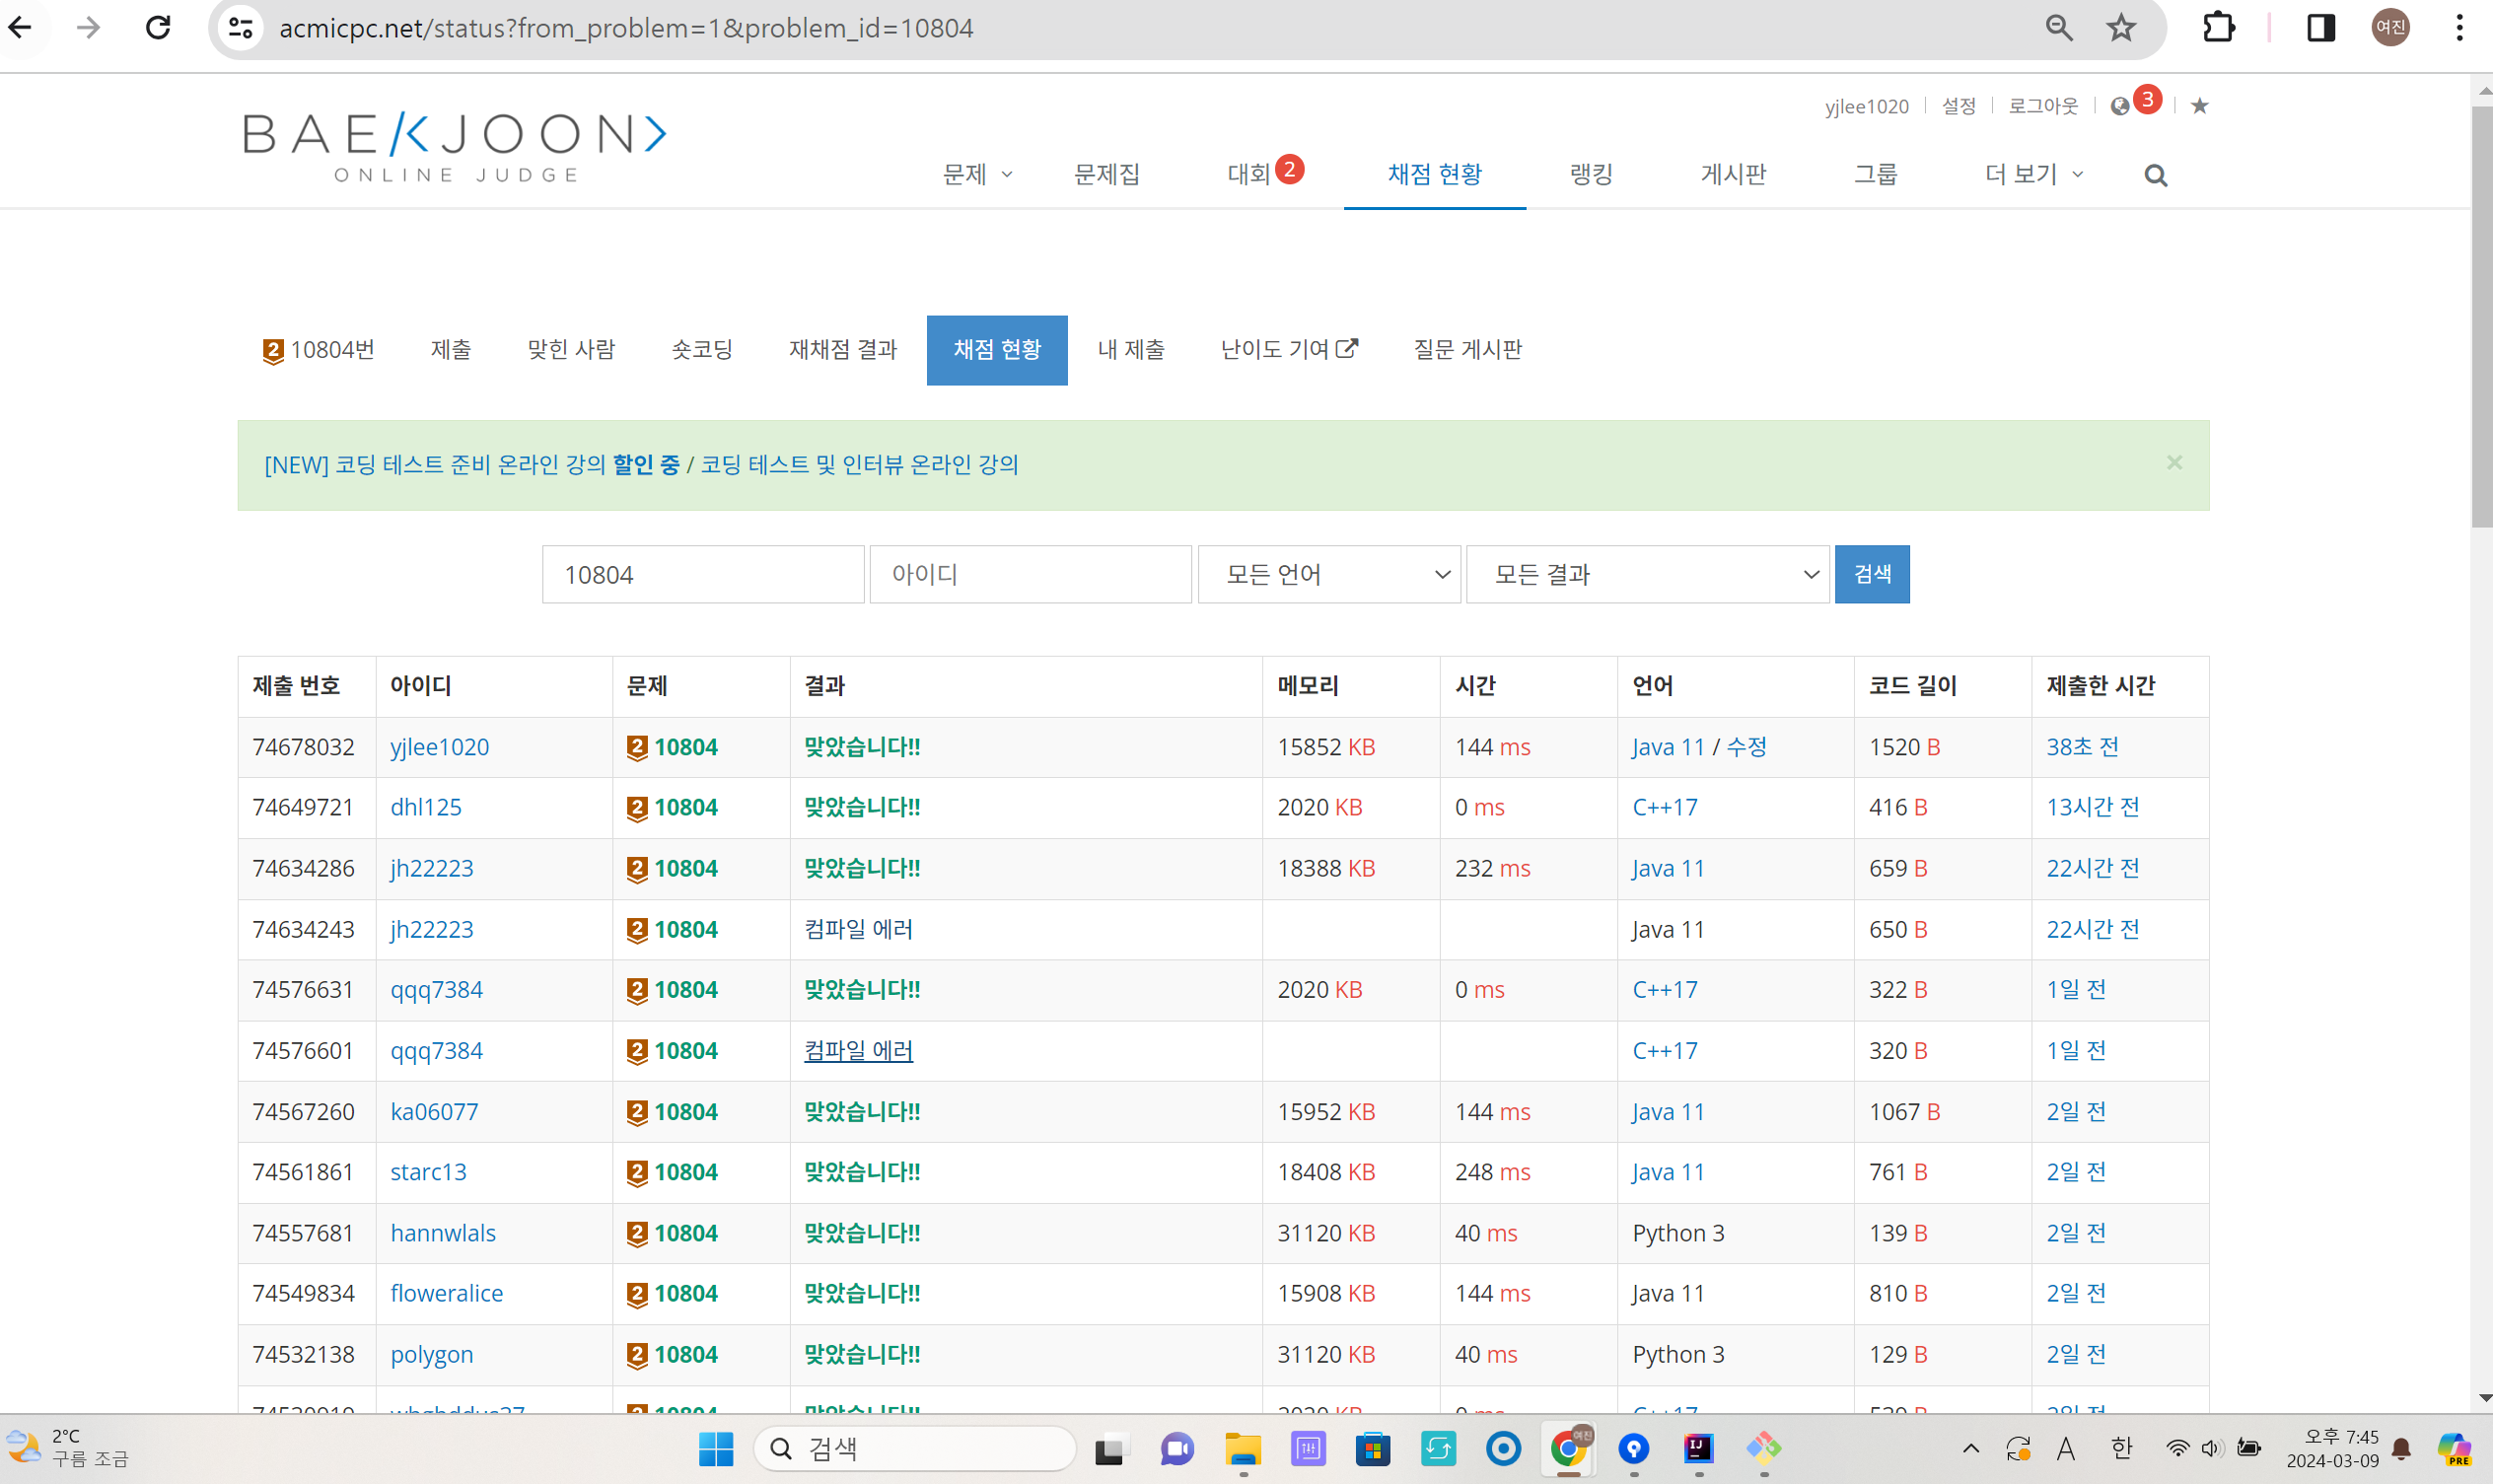 acmicpc.net/status?from_problem=1&problem_id=10804
여진
BAEKJOON>
ONLINE JUDGE
yjlee1020 설정 로그아웃 3
문제 문제집 대회 2 채점 현황 랭킹 게시판 그룹 더 보기
2 10804번 제출 맞힌 사람 숏코딩 재채점 결과 채점 현황 내 제출 난이도 기여 질문 게시판
[NEW] 코딩 테스트 준비 온라인 강의 할인 중 / 코딩 테스트 및 인터뷰 온라인 강의 ×
10804 아이디 모든 언어 모든 결과 검색
제출 번호 아이디 문제 결과 메모리 시간 언어 코드 길이 제출한 시간
74678032 yjlee1020 2 10804 맞았습니다!! 15852 KB 144 ms Java 11 / 수정 1520 B 38초 전
74649721 dhl125 2 10804 맞았습니다!! 2020 KB 0 ms C++17 416 B 13시간 전
74634286 jh22223 2 10804 맞았습니다!! 18388 KB 232 ms Java 11 659 B 22시간 전
74634243 jh22223 2 10804 컴파일 에러 Java 11 650 B 22시간 전
74576631 qqq7384 2 10804 맞았습니다!! 2020 KB 0 ms C++17 322 B 1일 전
74576601 qqq7384 2 10804 컴파일 에러 C++17 320 B 1일 전
74567260 ka06077 2 10804 맞았습니다!! 15952 KB 144 ms Java 11 1067 B 2일 전
74561861 starc13 2 10804 맞았습니다!! 18408 KB 248 ms Java 11 761 B 2일 전
74557681 hannwlals 2 10804 맞았습니다!! 31120 KB 40 ms Python 3 139 B 2일 전
74549834 floweralice 2 10804 맞았습니다!! 15908 KB 144 ms Java 11 810 B 2일 전
74532138 polygon 2 10804 맞았습니다!! 31120 KB 40 ms Python 3 129 B 2일 전
2 10804 맞았습니다!! 2020 KB 0 ms C++17 2일 전
2°C
구름 조금
검색
여진
IJ
A 한
오후 7:45
2024-03-09
PRE